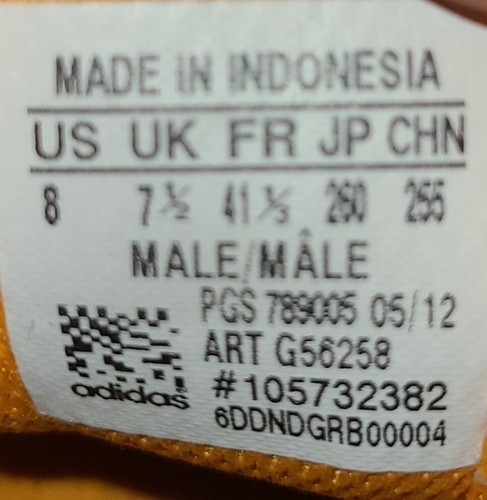 MADE IN INDONESIA
US UK FR JP CHN
8 7½ 41⅓ 260 255
MALE/MÂLE
PGS 789005 05/12
ART G56258
#105732382
adidas
6DDNDGRB00004